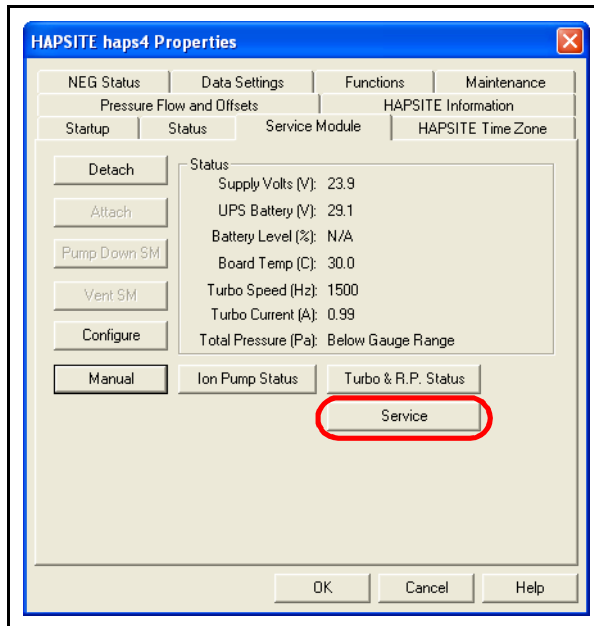 HAPSITE haps4 Properties
NEG Status Data Settings Functions Maintenance
Pressure Flow and Offsets HAPSITE Information
Startup Status Service Module HAPSITE Time Zone
Detach
Attach
Pump Down SM
Vent SM
Configure
Status
Supply Volts (V): 23.9
UPS Battery (V): 29.1
Battery Level (%): N/A
Board Temp (C): 30.0
Turbo Speed (Hz): 1500
Turbo Current (A): 0.99
Total Pressure (Pa): Below Gauge Range
Manual Ion Pump Status Turbo & R.P. Status
Service
OK Cancel Help